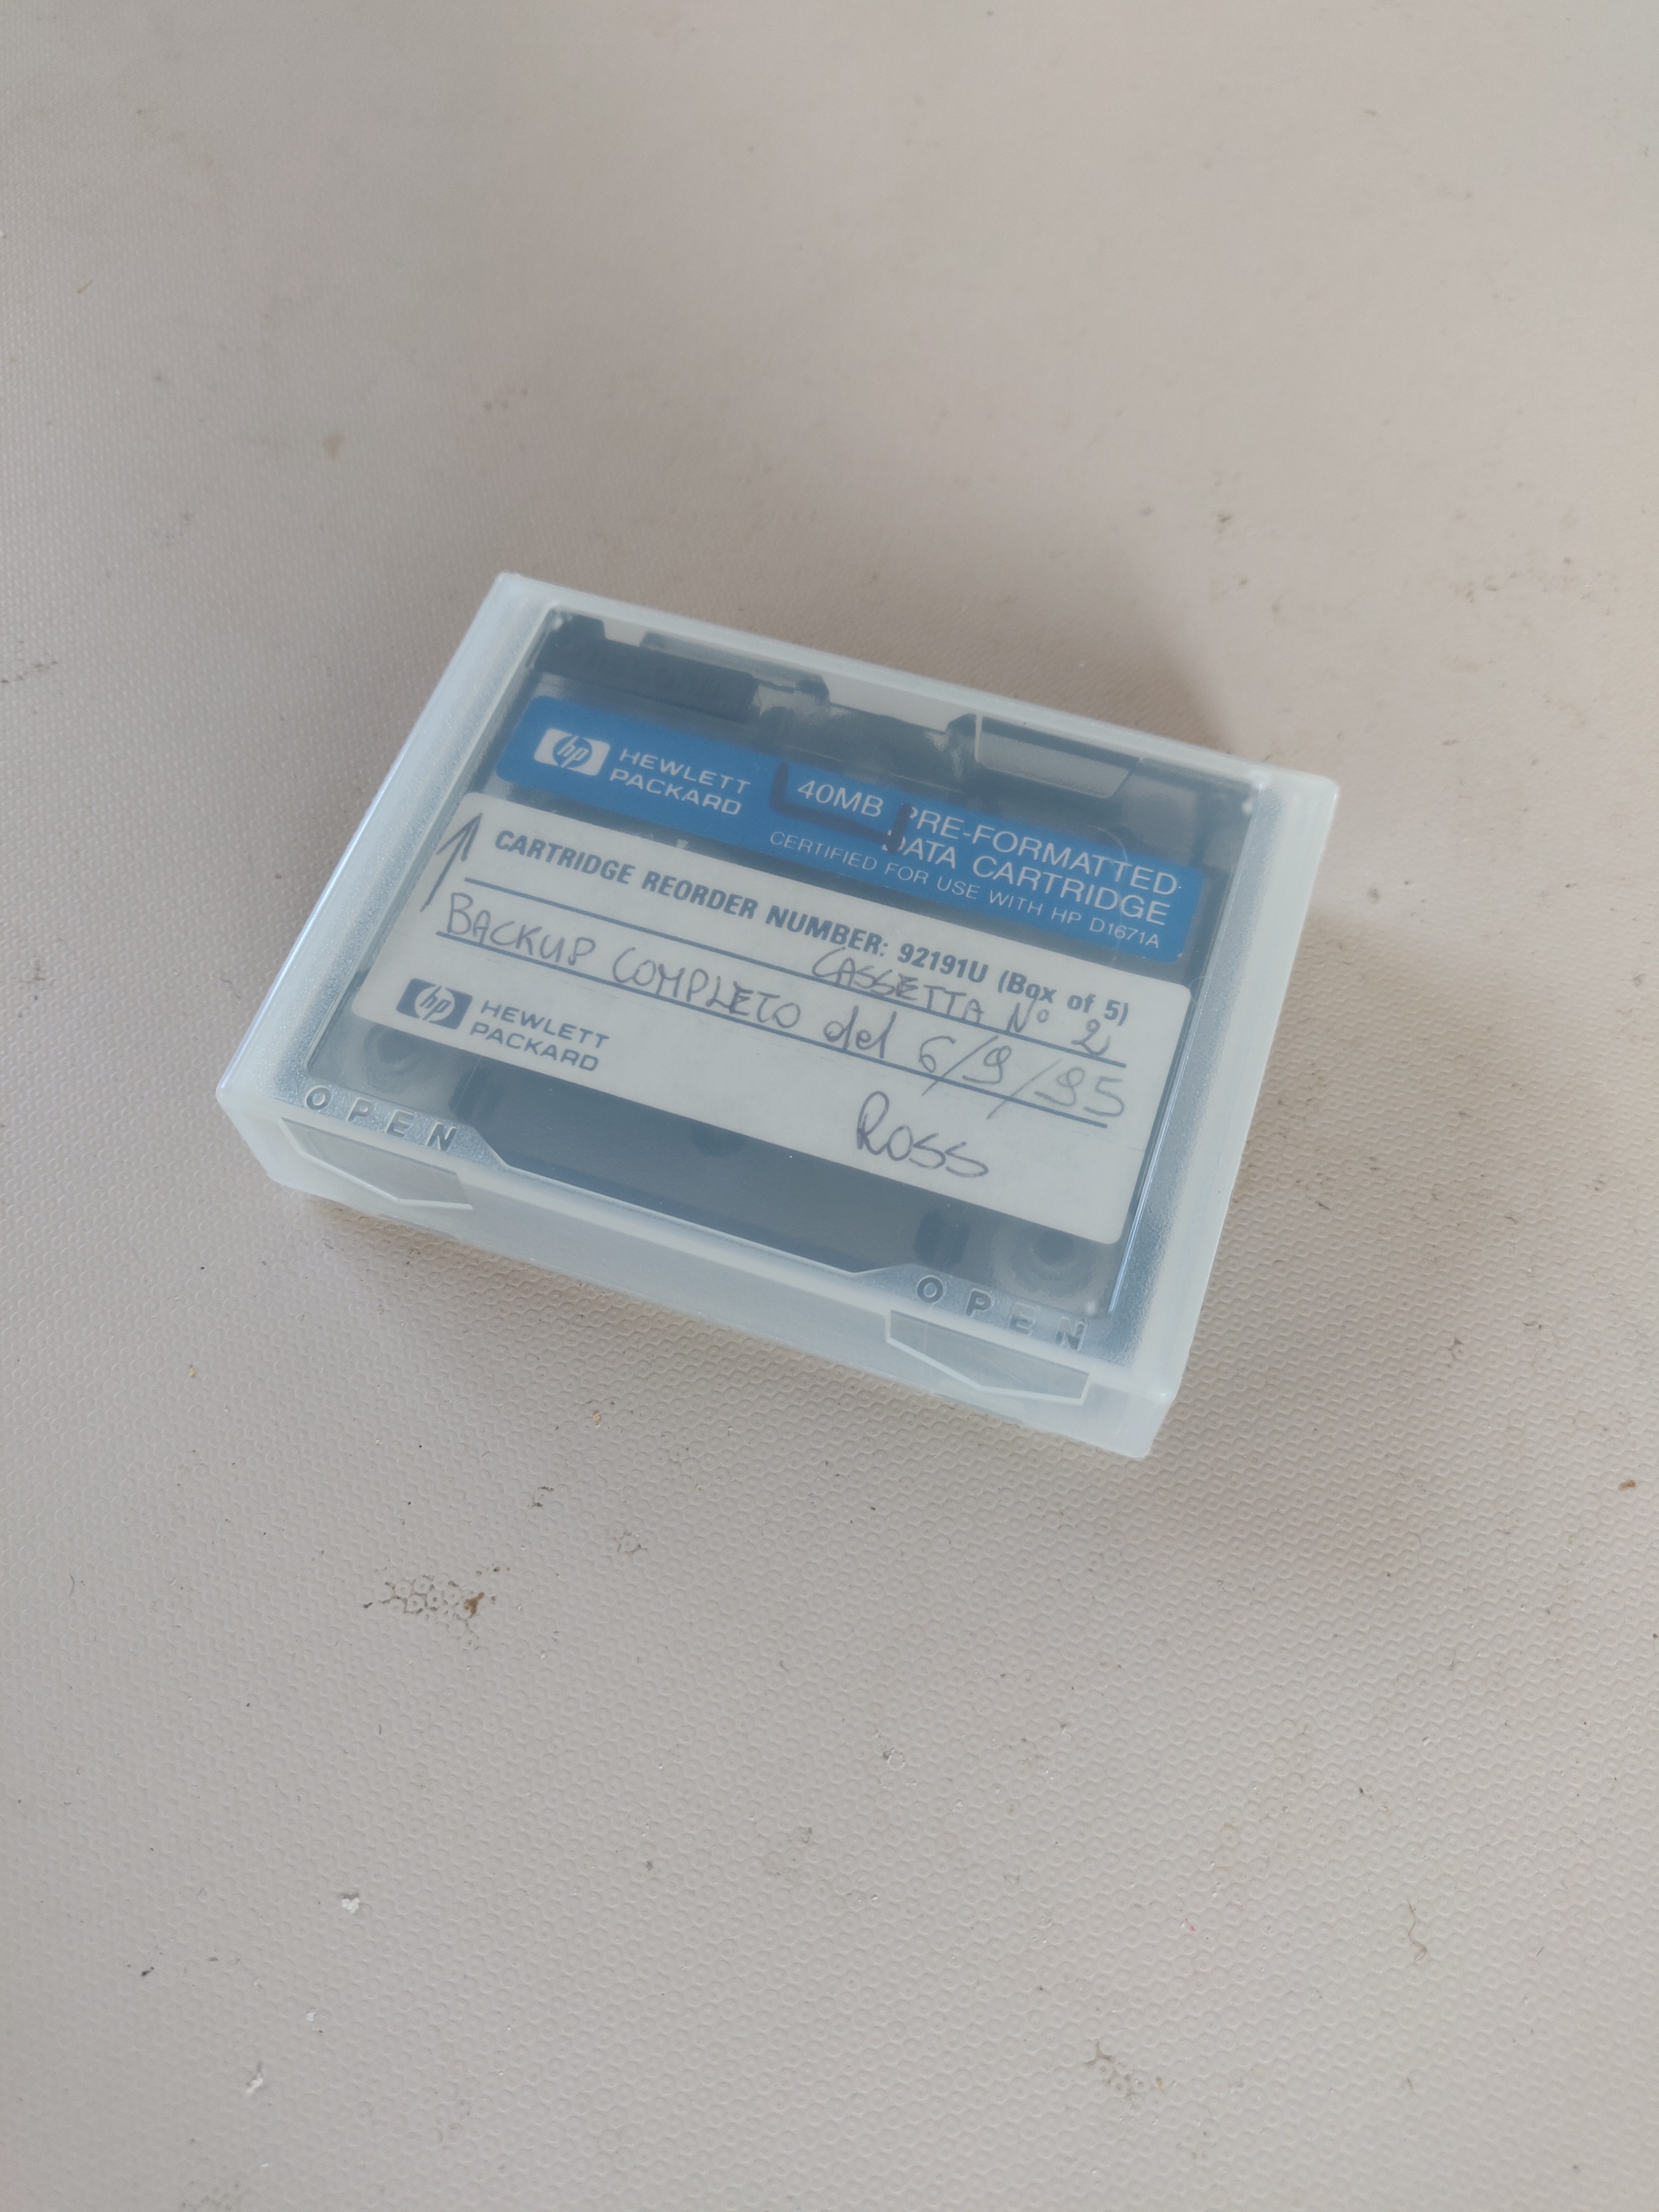 hp HEWLETT
PACKARD
40MB PRE-FORMATTED
DATA CARTRIDGE
CERTIFIED FOR USE WITH HP D1671A
CARTRIDGE REORDER NUMBER: 92191U (Box of 5)
CASSETTA N° 2
BACKUP COMPLETO del 6/9/95
hp HEWLETT
PACKARD
ROSS
OPEN
OPEN